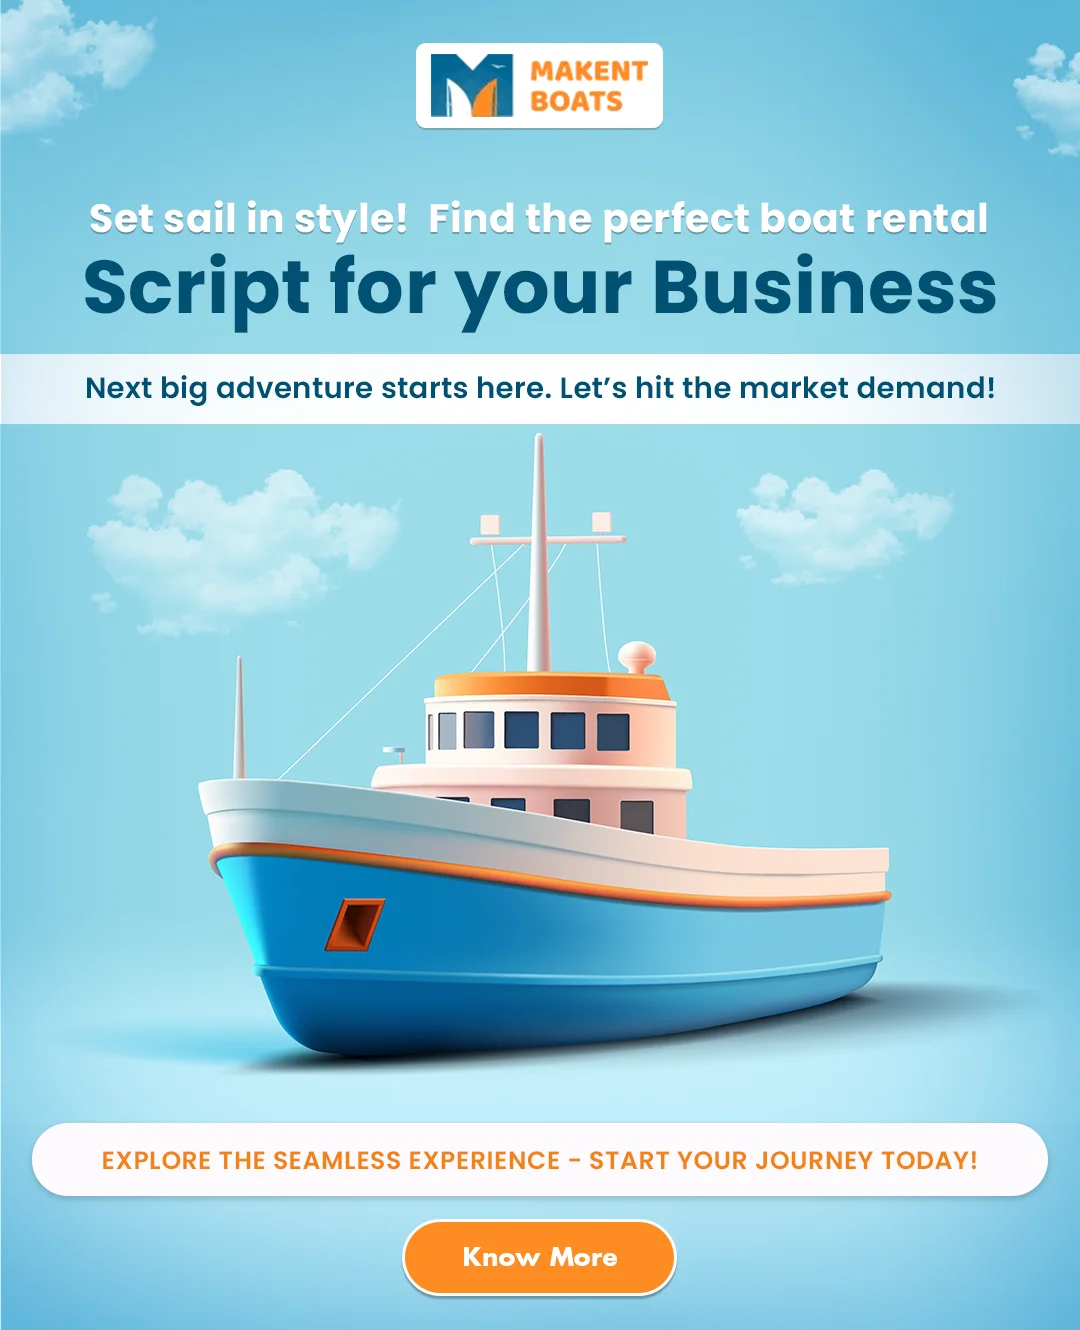 MAKENT
BOATS
Set sail in style! Find the perfect boat rental
Script for your Business
Next big adventure starts here. Let’s hit the market demand!
EXPLORE THE SEAMLESS EXPERIENCE - START YOUR JOURNEY TODAY!
Know More